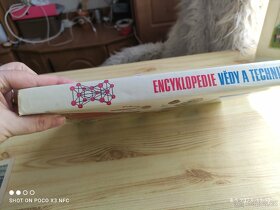 ENCYKLOPEDIE VĚDY A TECHNI
SHOT ON POCO X3 NFC